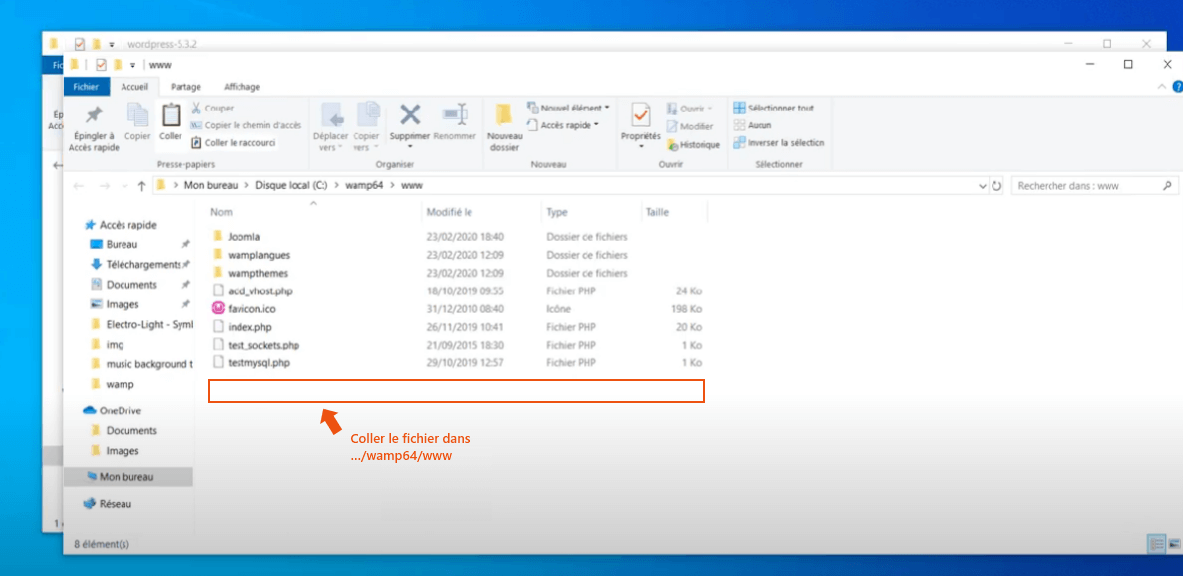 wordpress-5.3.2
www
Fichier Accueil Partage Affichage
Épingler à Accès rapide
Copier
Coller
Couper
Copier le chemin d'accès
Coller le raccourci
Presse-papiers
Déplacer vers
Copier vers
Supprimer
Renommer
Organiser
Nouveau dossier
Nouvel élément
Accès rapide
Nouveau
Propriétés
Ouvrir
Modifier
Historique
Ouvrir
Sélectionner tout
Aucun
Inverser la sélection
Sélectionner
Mon bureau > Disque local (C:) > wamp64 > www
Rechercher dans : www
Accès rapide
Bureau
Téléchargements
Documents
Images
Electro-Light - Syml
img
music background t
wamp
OneDrive
Documents
Images
Mon bureau
Réseau
Nom Modifié le Type Taille
Joomla 23/02/2020 18:40 Dossier de fichiers
wamplangues 23/02/2020 12:09 Dossier de fichiers
wampthemes 23/02/2020 12:09 Dossier de fichiers
add_vhost.php 18/10/2019 09:55 Fichier PHP 24 Ko
favicon.ico 31/12/2010 08:40 Icône 198 Ko
index.php 26/11/2019 10:41 Fichier PHP 20 Ko
test_sockets.php 21/09/2015 18:30 Fichier PHP 1 Ko
testmysql.php 29/10/2019 12:57 Fichier PHP 1 Ko
Coller le fichier dans
.../wamp64/www
8 élément(s)